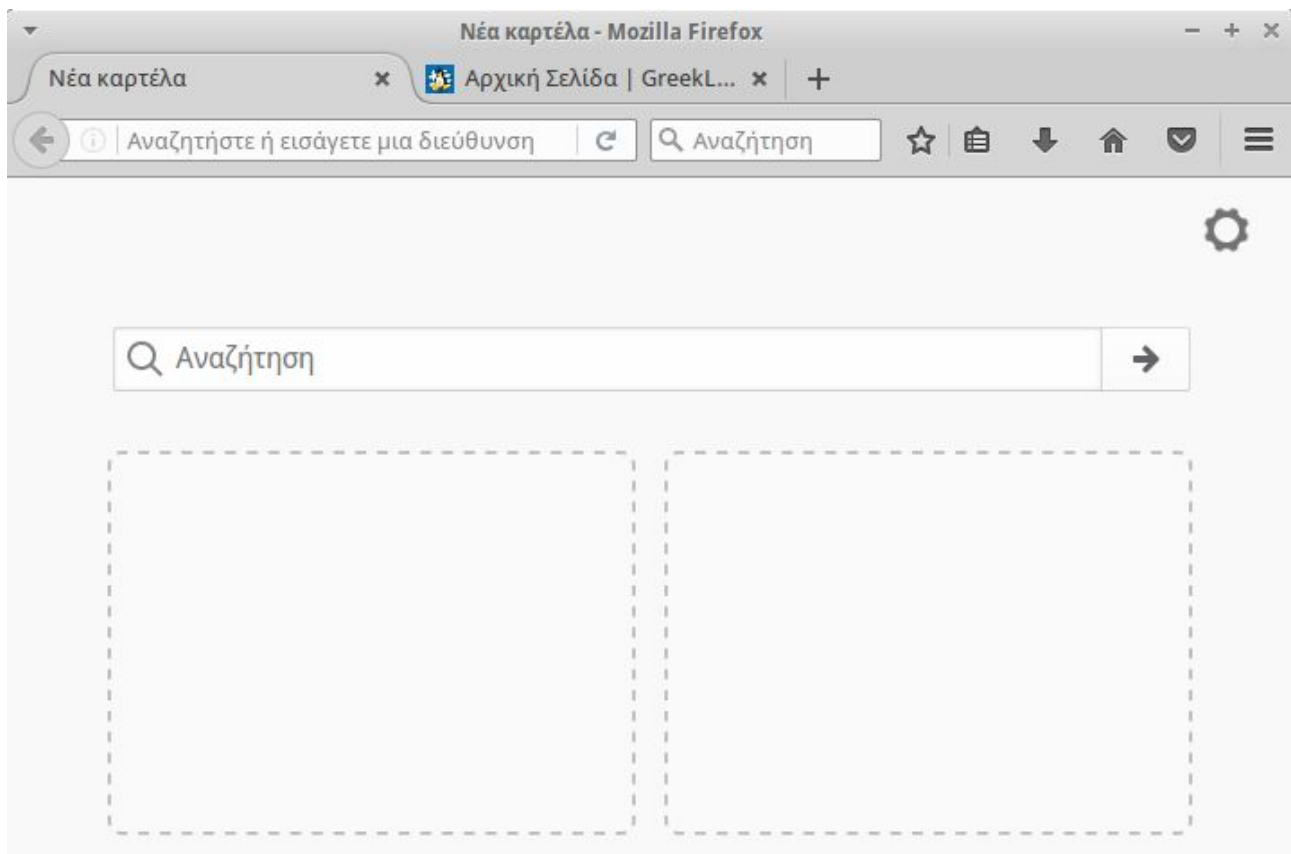 Νέα καρτέλα - Mozilla Firefox
Νέα καρτέλα
Αρχική Σελίδα | GreekL...
Αναζητήστε ή εισάγετε μια διεύθυνση
Αναζήτηση
Αναζήτηση